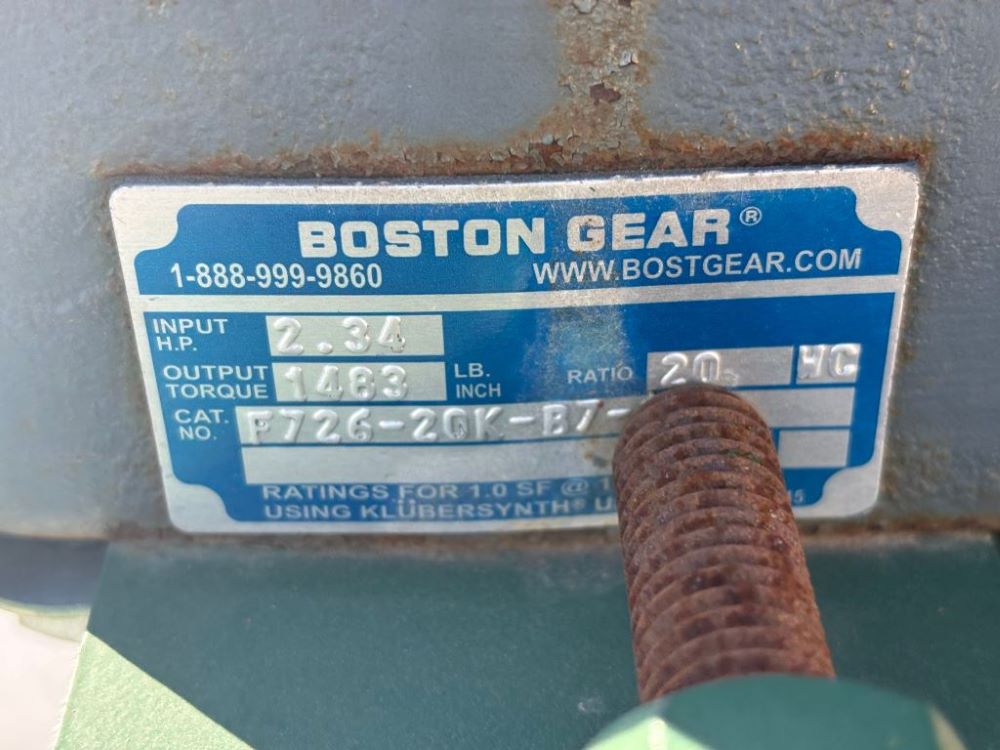 BOSTON GEAR®
1-888-999-9860
WWW.BOSTGEAR.COM
INPUT H.P. 2.34
OUTPUT TORQUE 1483 LB. INCH
RATIO 20
CAT. NO. F726-20K-B7-
RATINGS FOR 1.0 SF @
USING KLÜBERSYNTH®